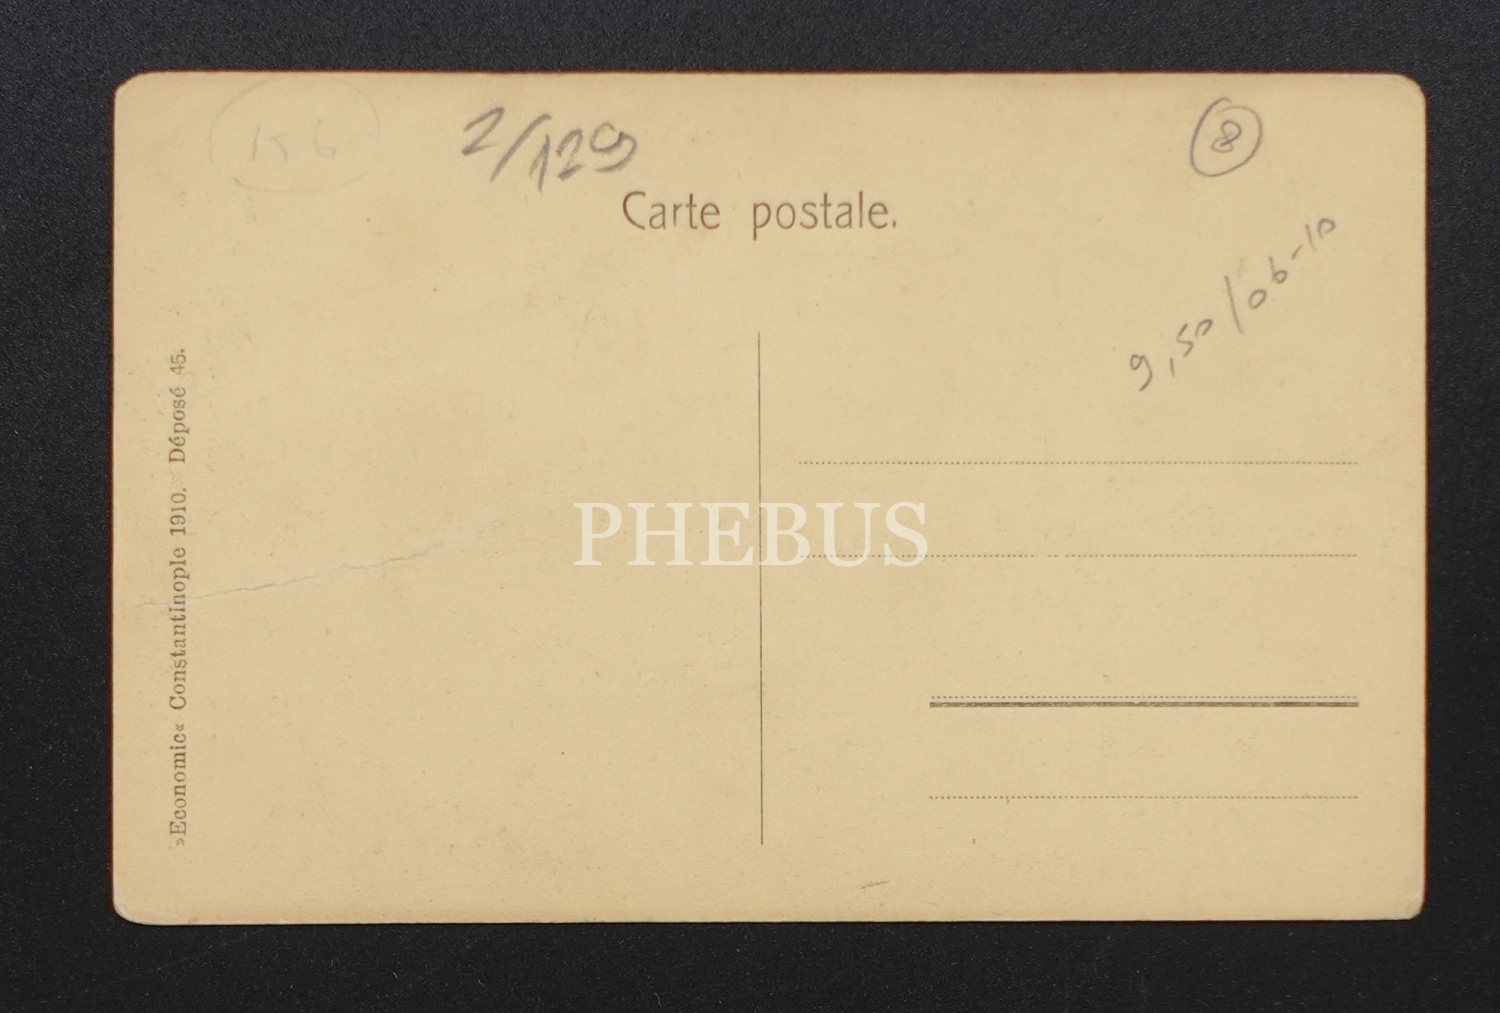 156
2/129
8
Carte postale.
9,50/06-10
»Economic« Constantinople 1910. Déposé 45.
PHEBUS